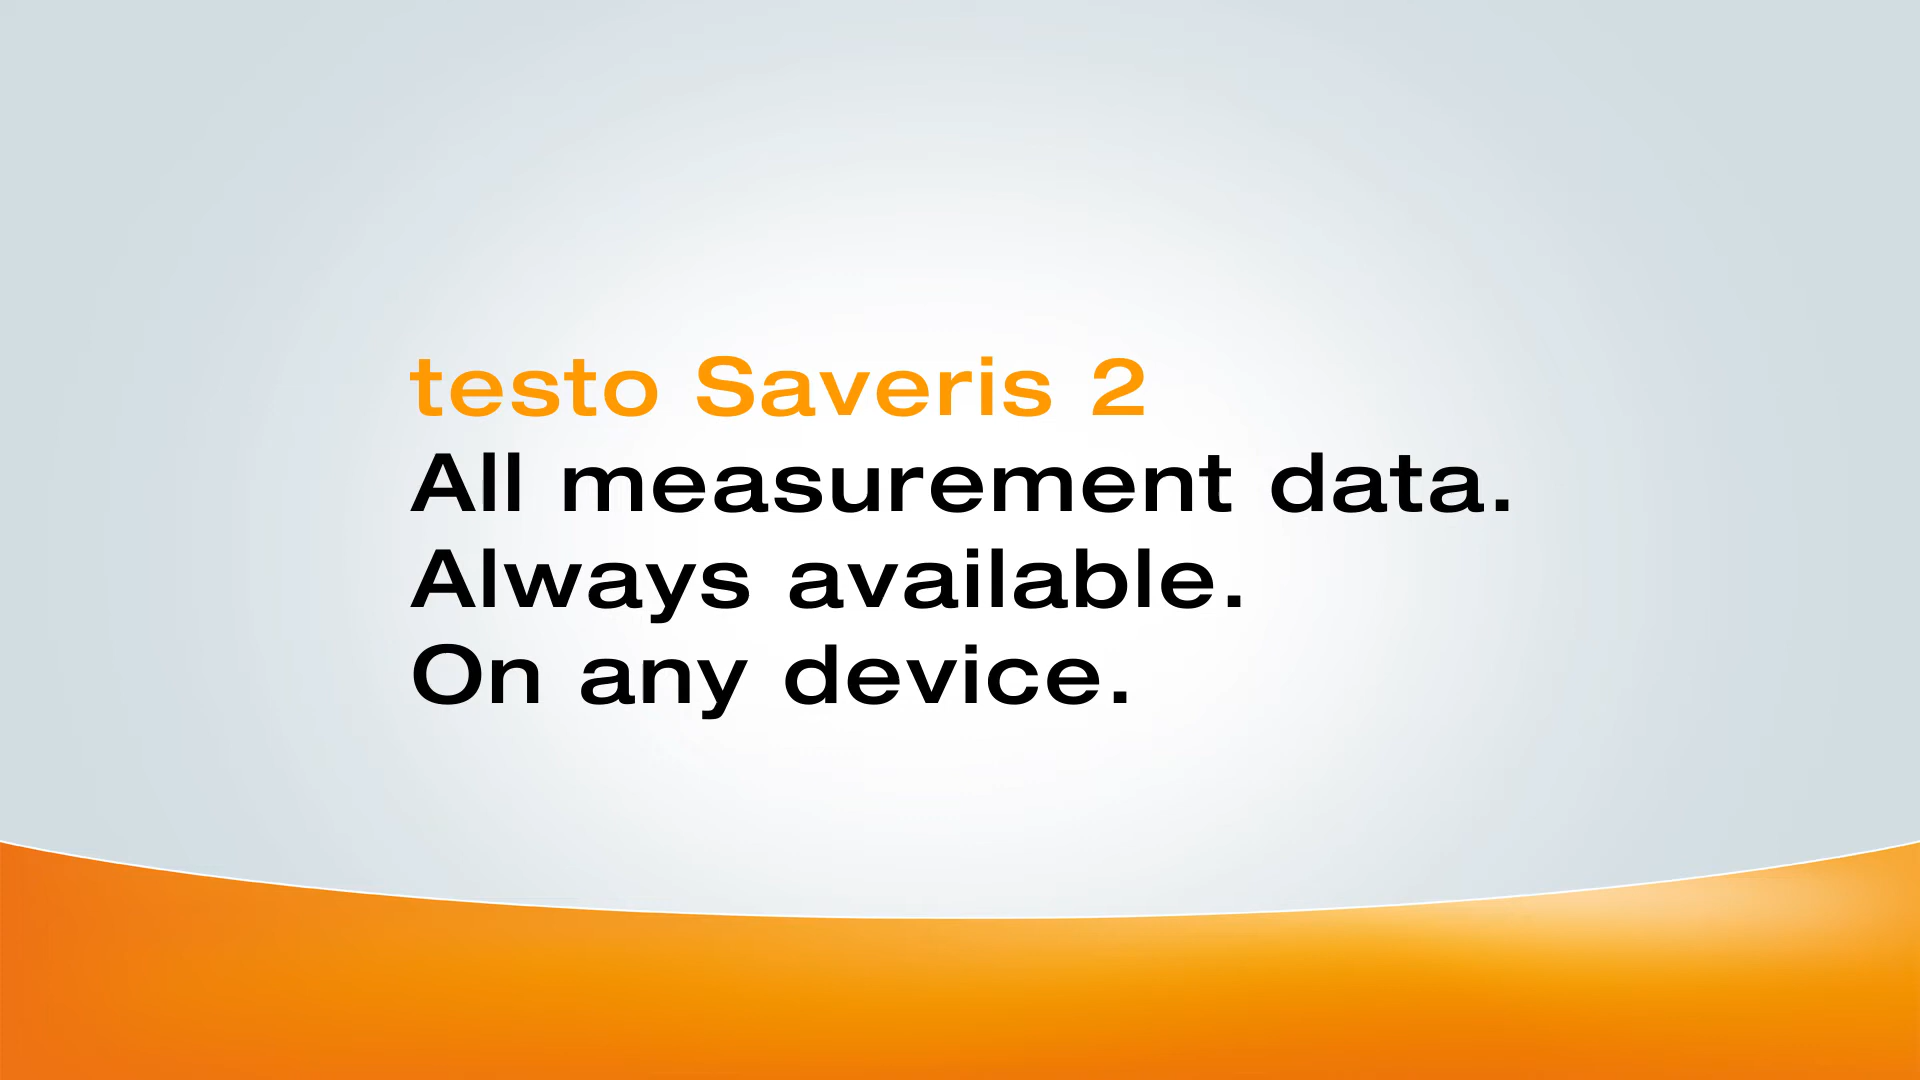 testo Saveris 2
All measurement data.
Always available.
On any device.